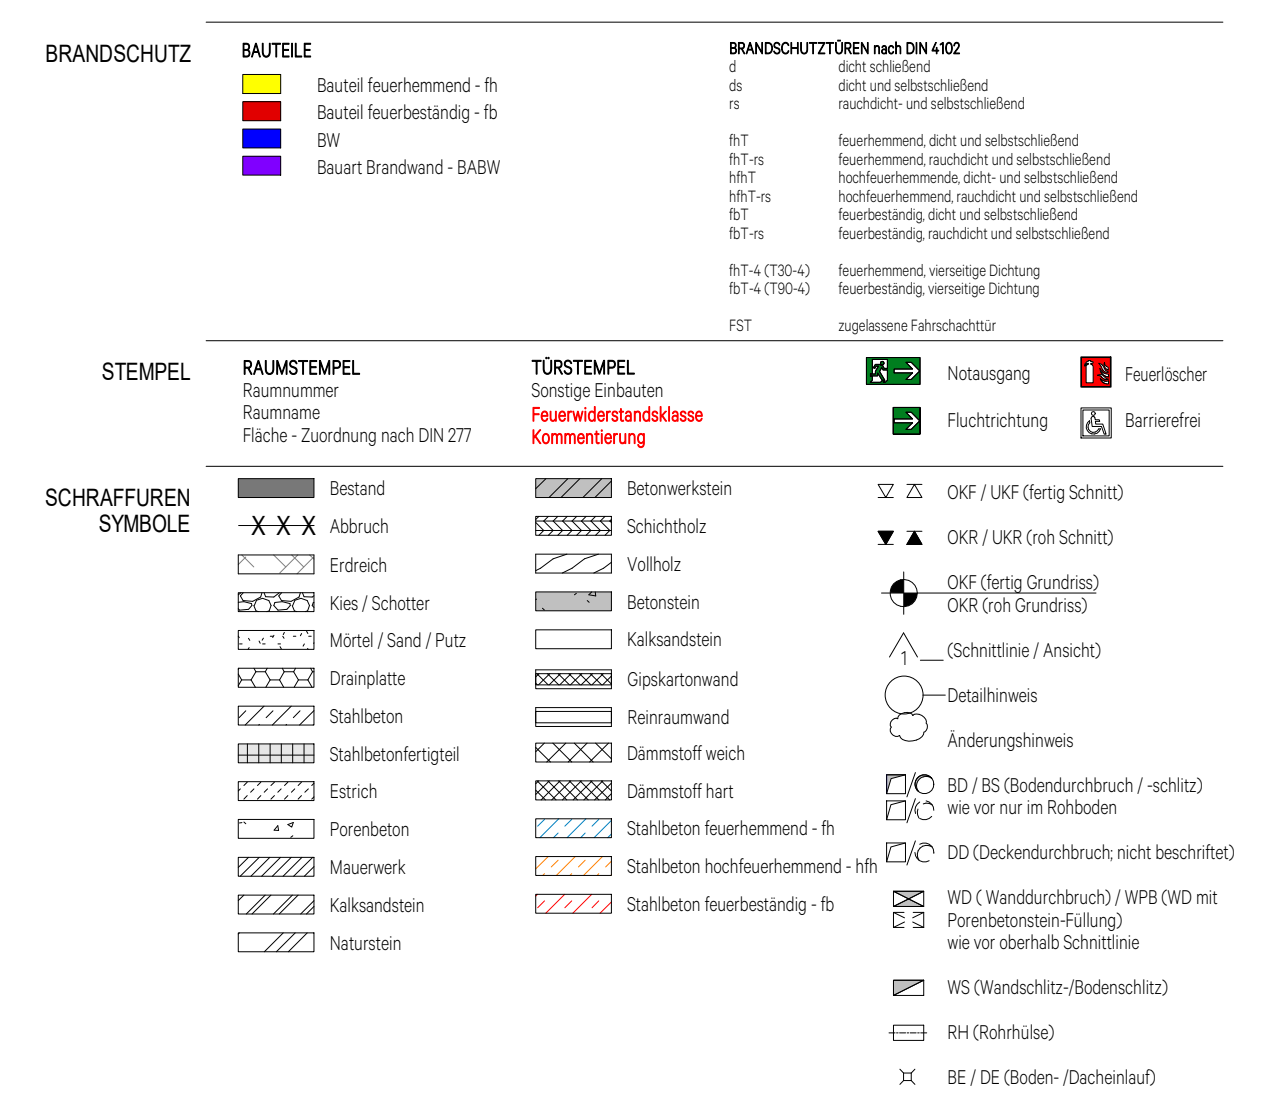 BRANDSCHUTZ
BAUTEILE
Bauteil feuerhemmend - fh
Bauteil feuerbeständig - fb
BW
Bauart Brandwand - BABW
BRANDSCHUTZTÜREN nach DIN 4102
d dicht schließend
ds dicht und selbstschließend
rs rauchdicht- und selbstschließend
fhT feuerhemmend, dicht und selbstschließend
fhT-rs feuerhemmend, rauchdicht und selbstschließend
hfhT hochfeuerhemmende, dicht- und selbstschließend
hfhT-rs hochfeuerhemmend, rauchdicht und selbstschließend
fbT feuerbeständig, dicht und selbstschließend
fbT-rs feuerbeständig, rauchdicht und selbstschließend
fhT-4 (T30-4) feuerhemmend, vierseitige Dichtung
fbT-4 (T90-4) feuerbeständig, vierseitige Dichtung
FST zugelassene Fahrschachttür
STEMPEL
RAUMSTEMPEL
Raumnummer
Raumname
Fläche - Zuordnung nach DIN 277
TÜRSTEMPEL
Sonstige Einbauten
Feuerwiderstandsklasse
Kommentierung
Notausgang
Fluchtrichtung
Feuerlöscher
Barrierefrei
SCHRAFFUREN
SYMBOLE
Bestand
X X X Abbruch
Erdreich
Kies / Schotter
Mörtel / Sand / Putz
Drainplatte
Stahlbeton
Stahlbetonfertigteil
Estrich
Porenbeton
Mauerwerk
Kalksandstein
Naturstein
Betonwerkstein
Schichtholz
Vollholz
Betonstein
Kalksandstein
Gipskartonwand
Reinraumwand
Dämmstoff weich
Dämmstoff hart
Stahlbeton feuerhemmend - fh
Stahlbeton hochfeuerhemmend - hfh
Stahlbeton feuerbeständig - fb
OKF / UKF (fertig Schnitt)
OKR / UKR (roh Schnitt)
OKF (fertig Grundriss)
OKR (roh Grundriss)
1 (Schnittlinie / Ansicht)
Detailhinweis
Änderungshinweis
BD / BS (Bodendurchbruch / -schlitz)
wie vor nur im Rohboden
DD (Deckendurchbruch; nicht beschriftet)
WD ( Wanddurchbruch) / WPB (WD mit
Porenbetonstein-Füllung)
wie vor oberhalb Schnittlinie
WS (Wandschlitz-/Bodenschlitz)
RH (Rohrhülse)
BE / DE (Boden- /Dacheinlauf)